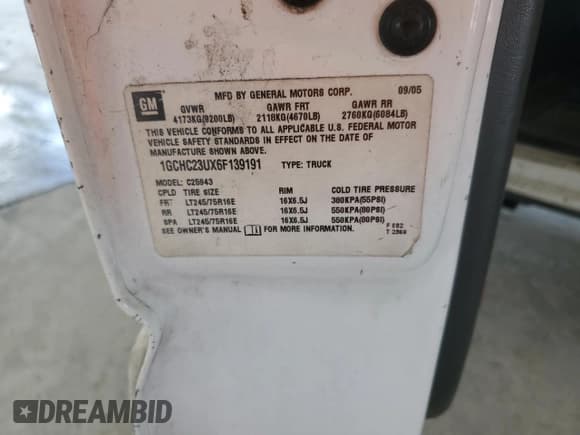 GM
MFD BY GENERAL MOTORS CORP. 09/05
GVWR GAWR FRT GAWR RR
4173KG(9200LB) 2118KG(4670LB) 2760KG(6084LB)
THIS VEHICLE CONFORMS TO ALL APPLICABLE U.S. FEDERAL MOTOR
VEHICLE SAFETY STANDARDS IN EFFECT ON THE DATE OF
MANUFACTURE SHOWN ABOVE.
1GCHC23UX6F139191 TYPE: TRUCK
MODEL: C25943
CPLD TIRE SIZE RIM COLD TIRE PRESSURE
FRT LT245/75R16E 16X6.5J 380KPA(55PSI)
RR LT245/75R16E 16X6.5J 550KPA(80PSI)
SPA LT245/75R16E 16X6.5J 550KPA(80PSI)
SEE OWNER'S MANUAL FOR MORE INFORMATION.
DREAMBID